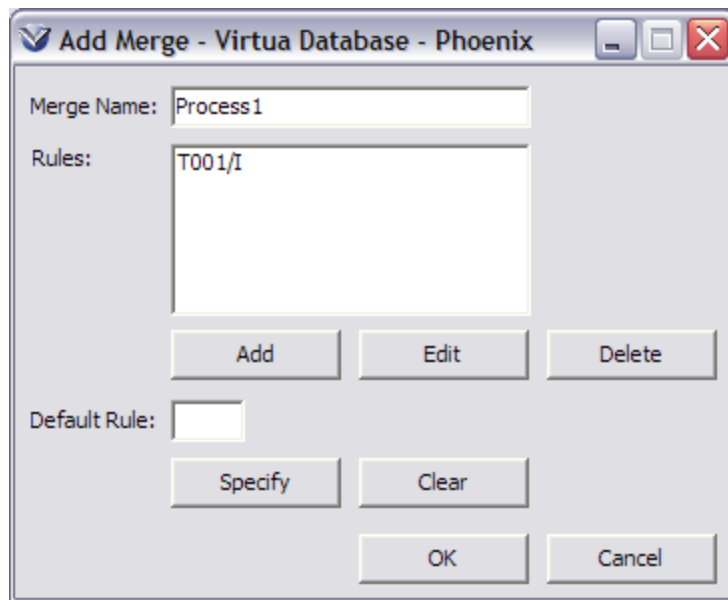 Add Merge - Virtua Database - Phoenix
Merge Name: Process1
Rules: T001/I
Add Edit Delete
Default Rule:
Specify Clear
OK Cancel